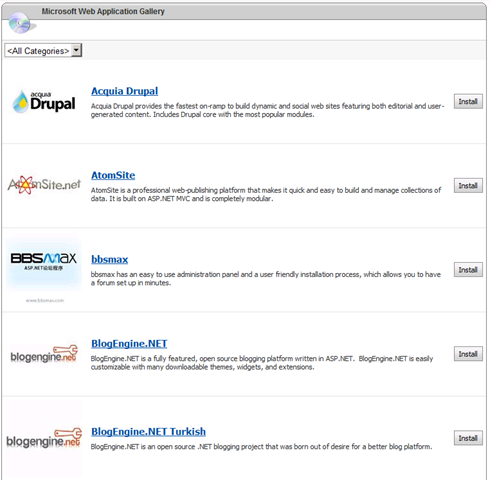 Microsoft Web Application Gallery
<All Categories>
acquia
Drupal
Acquia Drupal
Acquia Drupal provides the fastest on-ramp to build dynamic and social web sites featuring both editorial and user-
generated content. Includes Drupal core with the most popular modules.
Install
AtomSite.net
AtomSite
AtomSite is a professional web-publishing platform that makes it quick and easy to build and manage collections of
data. It is built on ASP.NET MVC and is completely modular.
Install
BBSMAX
ASP.NET论坛程序
www.bbsmax.com
bbsmax
bbsmax has an easy to use administration panel and a user friendly installation process, which allows you to have
a forum set up in minutes.
Install
blogengine.net
BlogEngine.NET
BlogEngine.NET is a fully featured, open source blogging platform written in ASP.NET. BlogEngine.NET is easily
customizable with many downloadable themes, widgets, and extensions.
Install
blogengine.net
BlogEngine.NET Turkish
BlogEngine.NET is an open source .NET blogging project that was born out of desire for a better blog platform.
Install